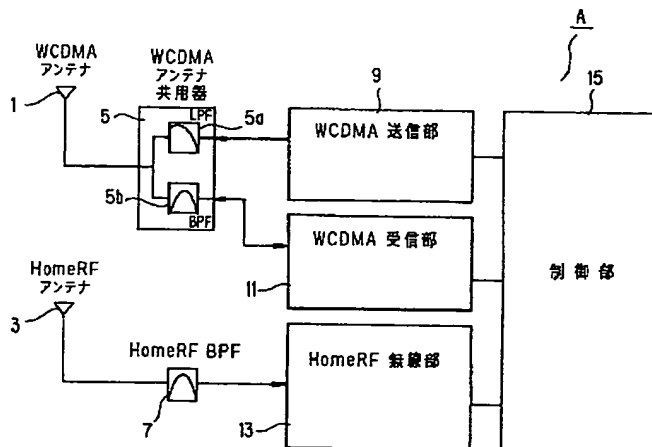 A
WCDMA
アンテナ
1
WCDMA
アンテナ
共用器
5
LPF
5a
5b
BPF
9
WCDMA 送信部
15
WCDMA 受信部
11
制御部
HomeRF
アンテナ
3
HomeRF BPF
7
HomeRF 無線部
13